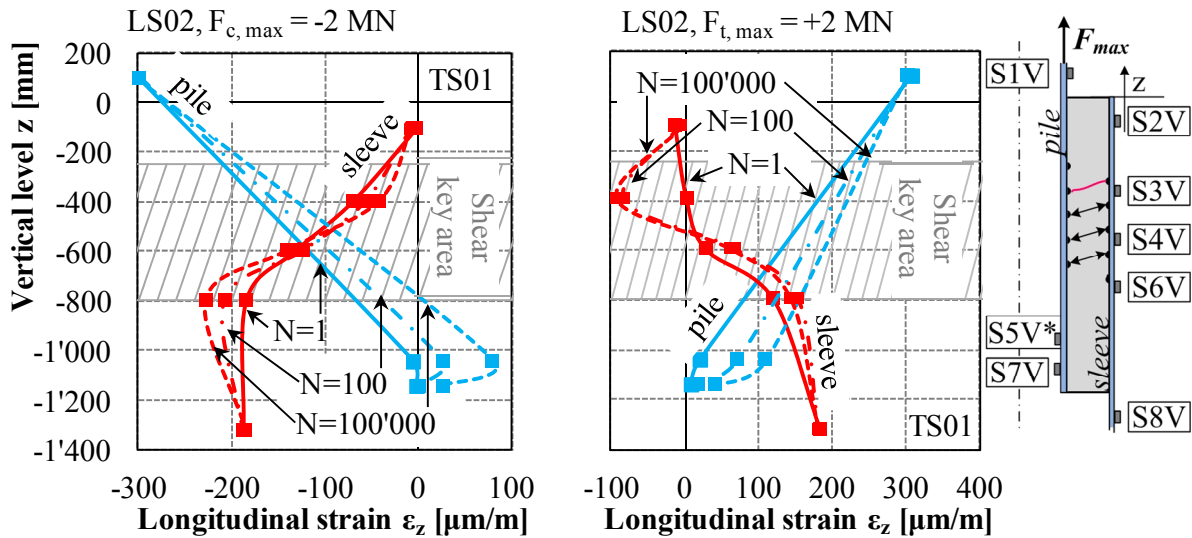 LS02, F_c, max = -2 MN
LS02, F_t, max = +2 MN
Vertical level z [mm]
200
0
-200
-400
-600
-800
-1'000
-1'200
-1'400
-300
-200
-100
0
100
Longitudinal strain ε_z [µm/m]
TS01
pile
sleeve
Shear
key area
N=1
N=100
N=100'000
-100
0
100
200
300
400
Longitudinal strain ε_z [µm/m]
N=100'000
N=100
N=1
Shear
key area
pile
sleeve
TS01
F_max
S1V
z
S2V
pile
S3V
S4V
S6V
S5V*
S7V
sleeve
S8V